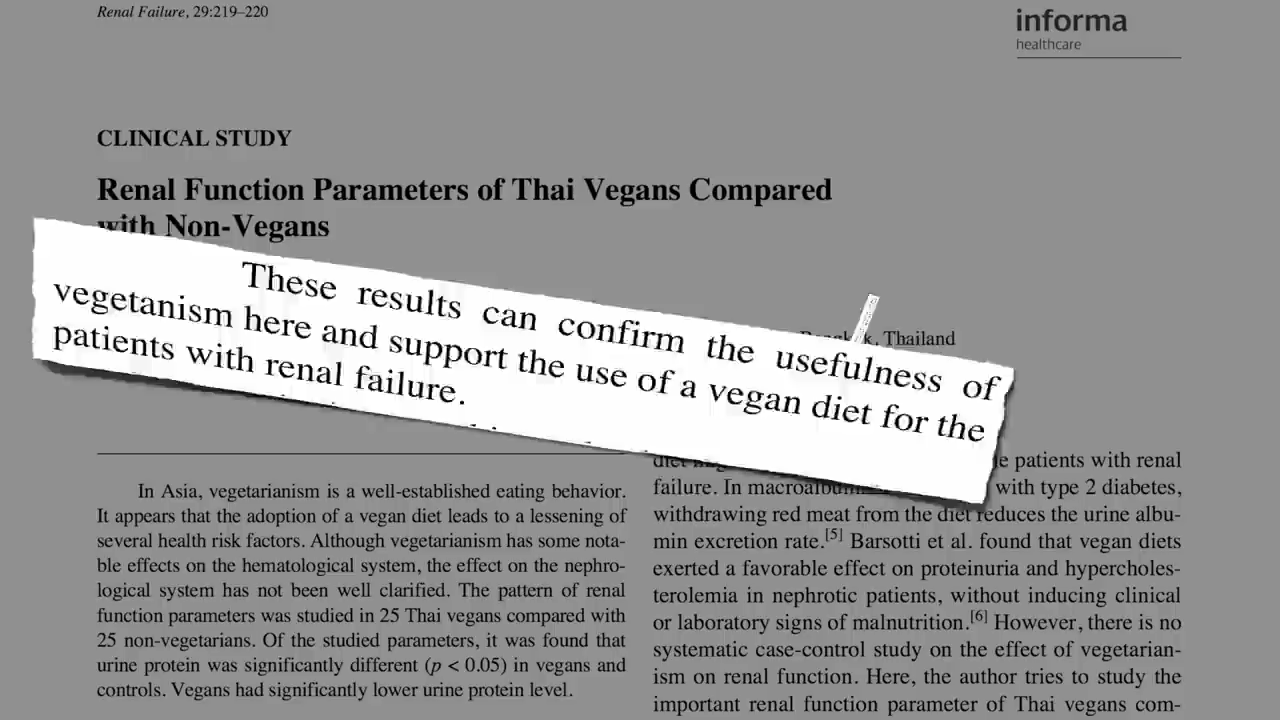 Renal Failure, 29:219–220
informa
healthcare
CLINICAL STUDY
Renal Function Parameters of Thai Vegans Compared
with Non-Vegans
Thailand
These results can confirm the usefulness of
vegetanism here and support the use of a vegan diet for the
patients with renal failure.
In Asia, vegetarianism is a well-established eating behavior.
It appears that the adoption of a vegan diet leads to a lessening of
several health risk factors. Although vegetarianism has some nota-
ble effects on the hematological system, the effect on the nephro-
logical system has not been well clarified. The pattern of renal
function parameters was studied in 25 Thai vegans compared with
25 non-vegetarians. Of the studied parameters, it was found that
urine protein was significantly different (p < 0.05) in vegans and
controls. Vegans had significantly lower urine protein level.
diet patients with renal
failure. In with type 2 diabetes,
withdrawing red meat from the diet reduces the urine albu-
min excretion rate.[5] Barsotti et al. found that vegan diets
exerted a favorable effect on proteinuria and hypercholes-
terolemia in nephrotic patients, without inducing clinical
or laboratory signs of malnutrition.[6] However, there is no
systematic case-control study on the effect of vegetarian-
ism on renal function. Here, the author tries to study the
important renal function parameter of Thai vegans com-